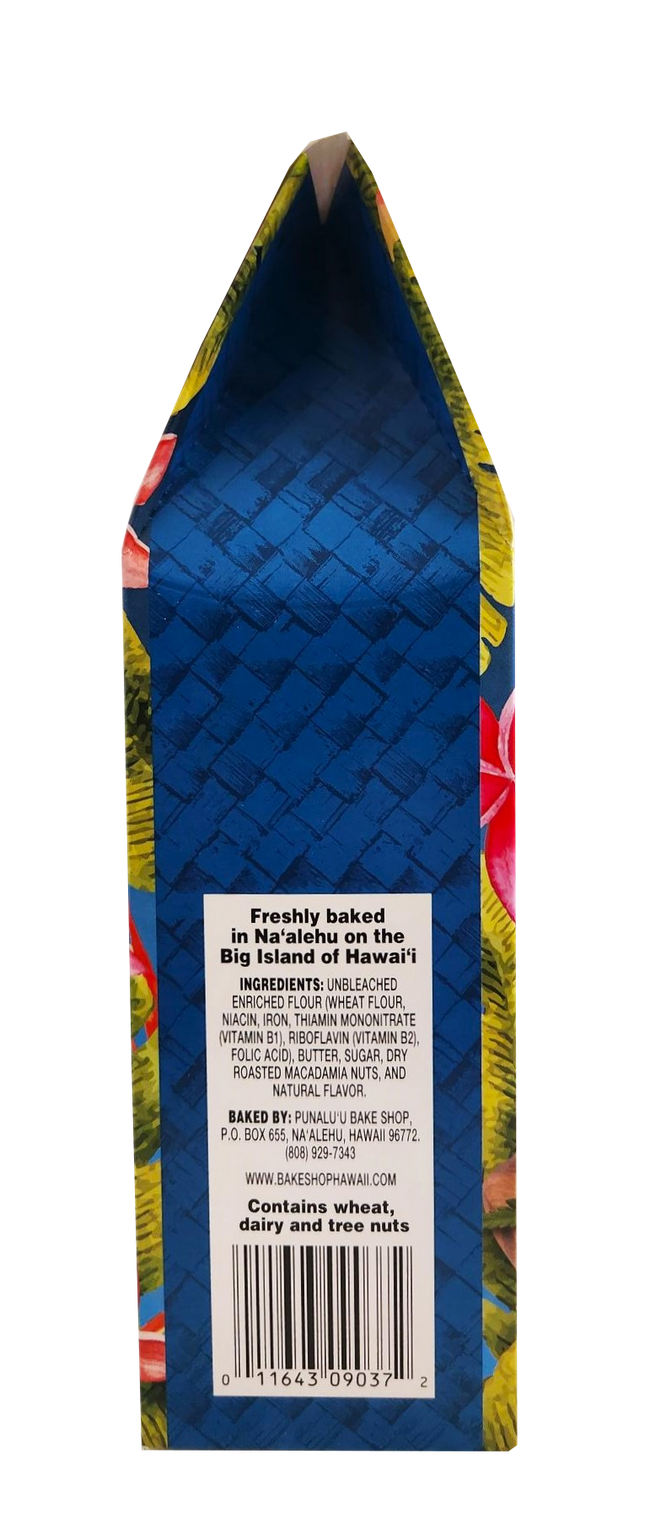 Freshly baked
in Na‘alehu on the
Big Island of Hawai‘i
INGREDIENTS: UNBLEACHED
ENRICHED FLOUR (WHEAT FLOUR,
NIACIN, IRON, THIAMIN MONONITRATE
(VITAMIN B1), RIBOFLAVIN (VITAMIN B2),
FOLIC ACID), BUTTER, SUGAR, DRY
ROASTED MACADAMIA NUTS, AND
NATURAL FLAVOR.
BAKED BY: PUNALU‘U BAKE SHOP,
P.O. BOX 655, NA‘ALEHU, HAWAII 96772.
(808) 929-7343
WWW.BAKESHOPHAWAII.COM
Contains wheat,
dairy and tree nuts
0 11643 09037 2